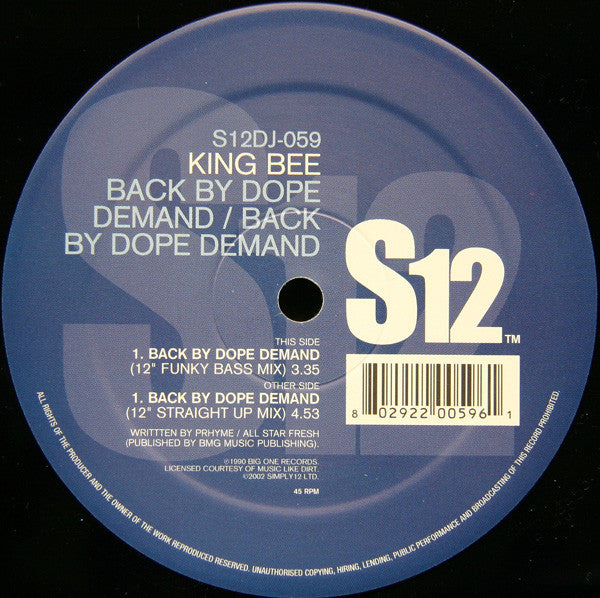 S12DJ-059
KING BEE
BACK BY DOPE
DEMAND / BACK
BY DOPE DEMAND
S12™
THIS SIDE
1. BACK BY DOPE DEMAND
(12" FUNKY BASS MIX) 3.35
OTHER SIDE
1. BACK BY DOPE DEMAND
(12" STRAIGHT UP MIX) 4.53
WRITTTEN BY PRHYME / ALL STAR FRESH
(PUBLISHED BY BMG MUSIC PUBLISHING).
℗1990 BIG ONE RECORDS.
LICENSED COURTESY OF MUSIC LIKE DIRT.
©2002 SIMPLY12 LTD.
45 RPM
8 02922 00596 1
ALL RIGHTS OF THE PRODUCER AND THE OWNER OF THE WORK REPRODUCED RESERVED. UNAUTHORISED COPYING, HIRING, LENDING, PUBLIC PERFORMANCE AND BROADCASTING OF THIS RECORD PROHIBITED.
S12